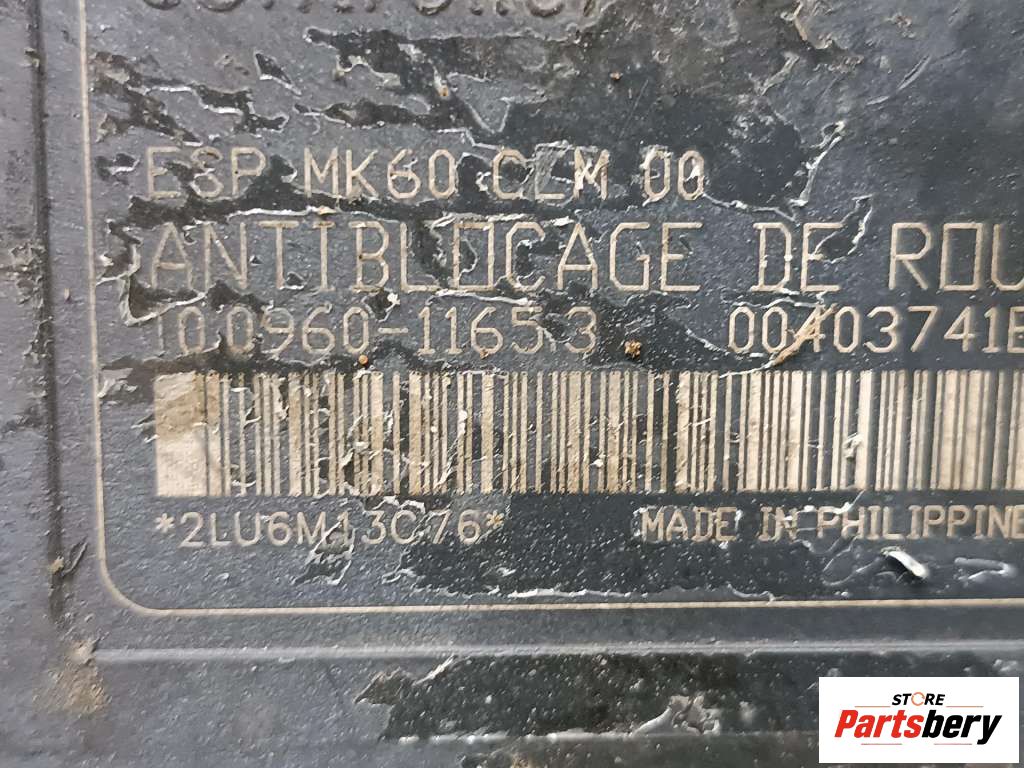 ESP MK60 CLM 00
ANTIBLOCAGE DE ROU
10.0960-1165.3 00403741E
*2LU6M13C76* MADE IN PHILIPPINE
STORE
Partsbery